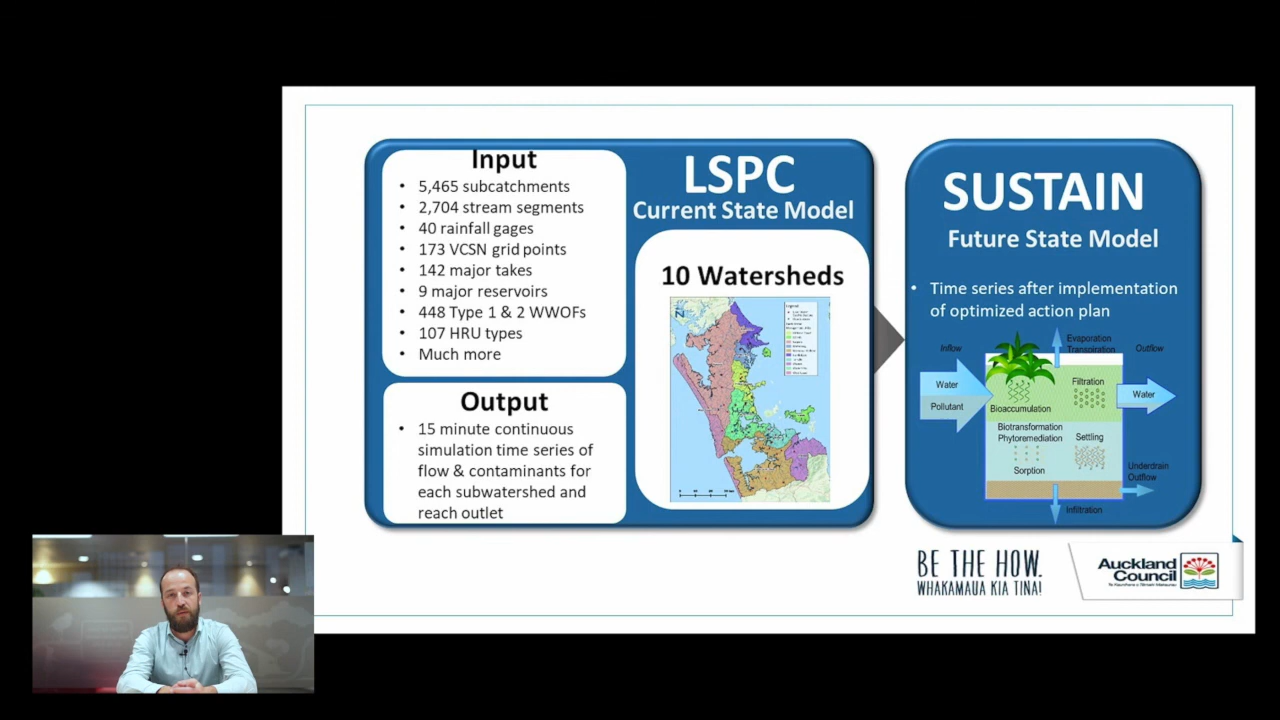 Input
• 5,465 subcatchments
• 2,704 stream segments
• 40 rainfall gages
• 173 VCSN grid points
• 142 major takes
• 9 major reservoirs
• 448 Type 1 & 2 WWOFs
• 107 HRU types
• Much more
Output
• 15 minute continuous
simulation time series of
flow & contaminants for
each subwatershed and
reach outlet
LSPC
Current State Model
10 Watersheds
N
Legend
SUSTAIN
Future State Model
• Time series after implementation
of optimized action plan
Evaporation
Transpiration
Inflow
Outflow
Water
Pollutant
Filtration
Water
Bioaccumulation
Biotransformation
Phytoremediation
Settling
Sorption
Underdrain
Outflow
Infiltration
BE THE HOW.
WHAKAMAUA KIA TINA!
Auckland
Council